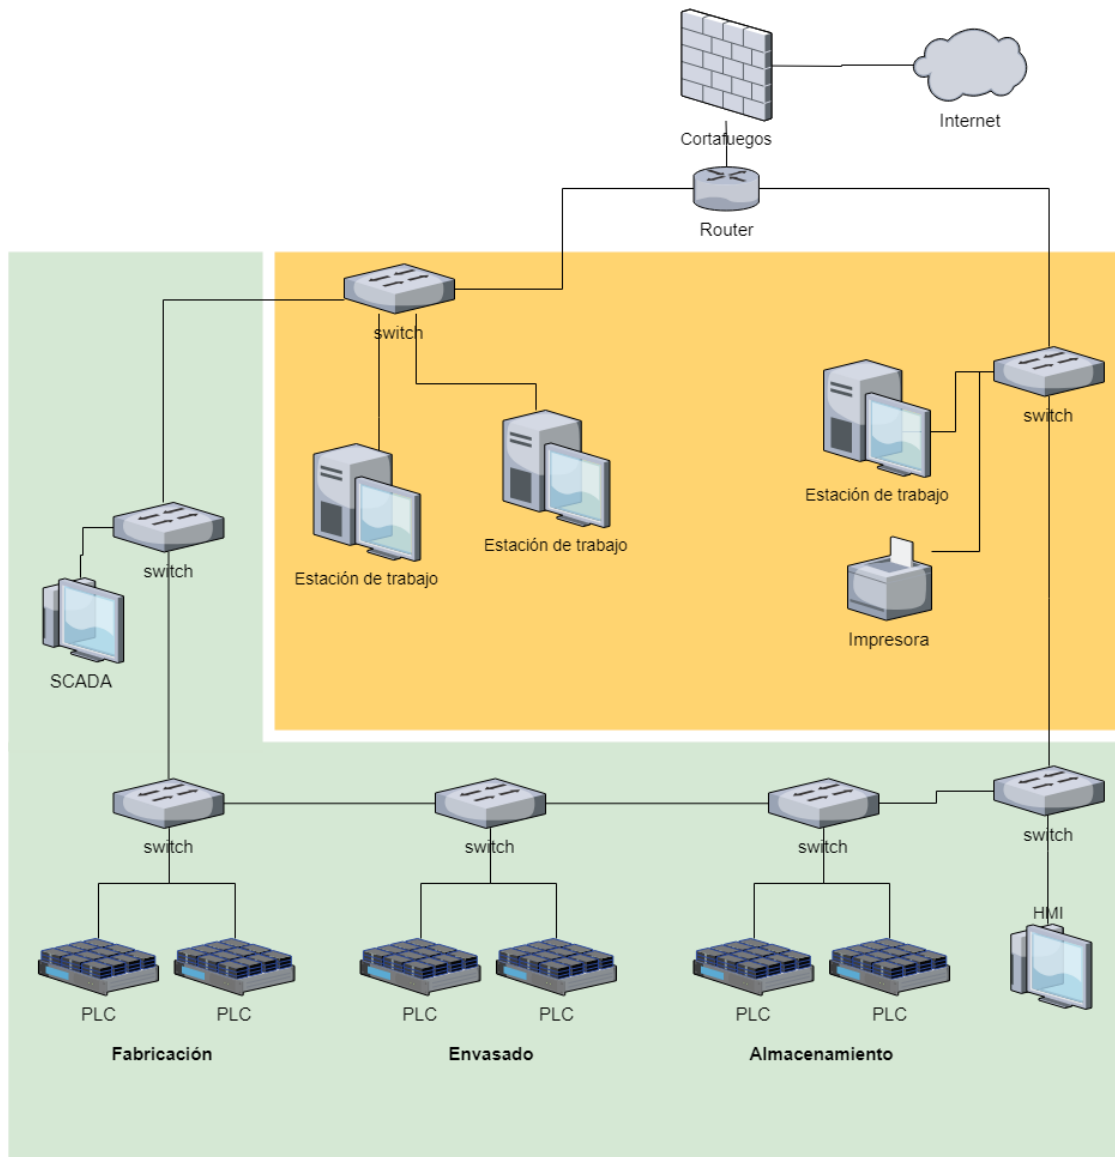 Cortafuegos
Internet
Router
switch
switch
Estación de trabajo
Estación de trabajo
Estación de trabajo
switch
Impresora
SCADA
switch
switch
switch
switch
HMI
PLC
PLC
PLC
PLC
PLC
PLC
Fabricación
Envasado
Almacenamiento